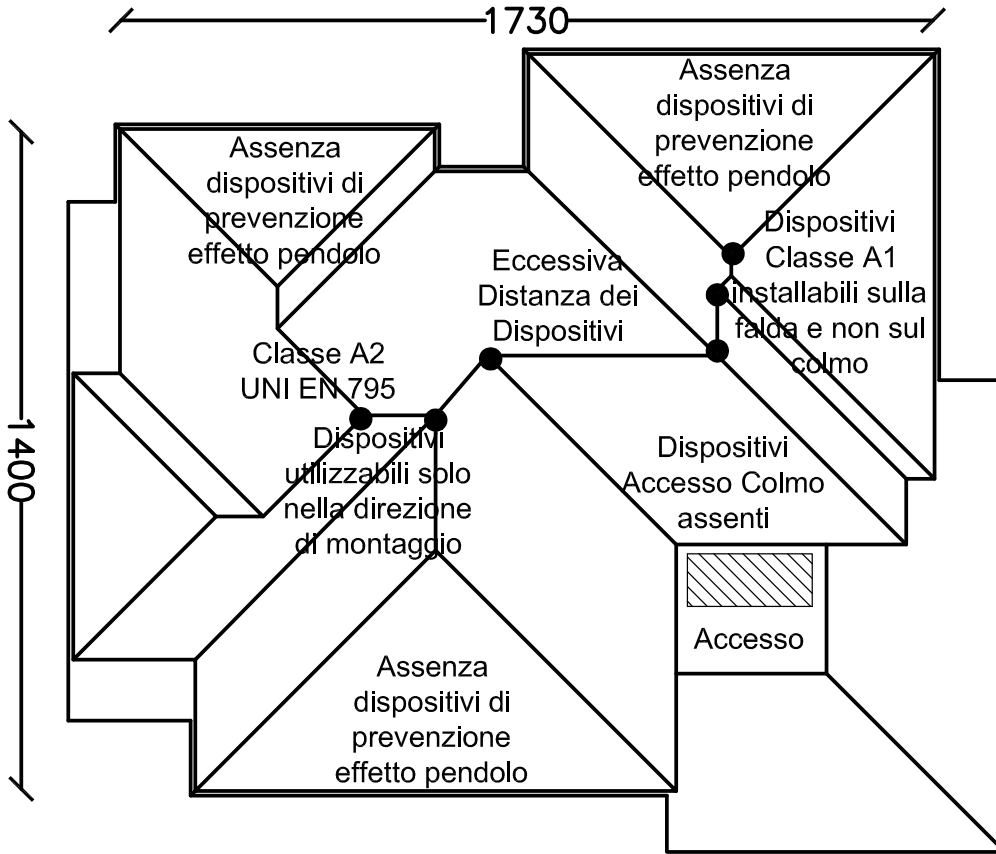 1730
Assenza
dispositivi di
prevenzione
effetto pendolo
Assenza
dispositivi di
prevenzione
effetto pendolo
Dispositivi
Classe A1
installabili sulla
falda e non sul
colmo
Eccessiva
Distanza dei
Dispositivi
Classe A2
UNI EN 795
Dispositivi
utilizzabili solo
nella direzione
di montaggio
Dispositivi
Accesso Colmo
assenti
1400
Accesso
Assenza
dispositivi di
prevenzione
effetto pendolo